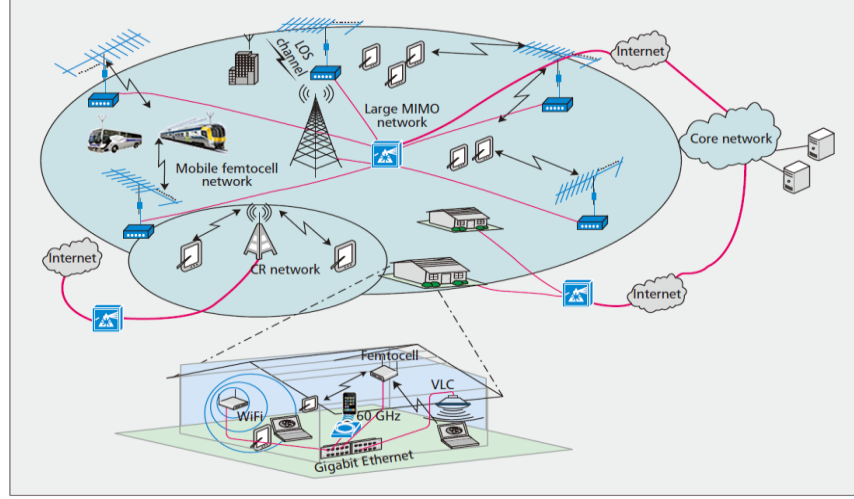 LOS
channel
Internet
Large MIMO
network
Core network
Mobile femtocell
network
Internet
CR network
Internet
Femtocell
VLC
WiFi
60 GHz
Gigabit Ethernet